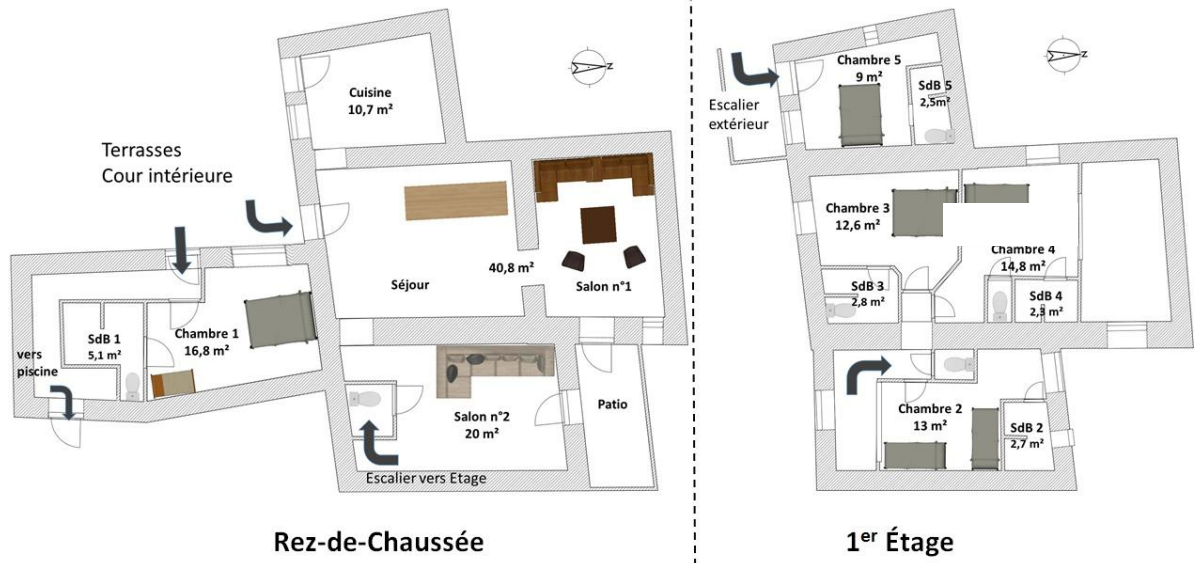 Cuisine
10,7 m²
N
Terrasses
Cour intérieure
40,8 m²
Séjour
Salon n°1
SdB 1
5,1 m²
Chambre 1
16,8 m²
vers
piscine
Salon n°2
20 m²
Patio
Escalier vers Etage
Rez-de-Chaussée
Chambre 5
9 m²
SdB 5
2,5m²
N
Escalier
extérieur
Chambre 3
12,6 m²
Chambre 4
14,8 m²
SdB 3
2,8 m²
SdB 4
2,3 m²
Chambre 2
13 m²
SdB 2
2,7 m²
1er Étage